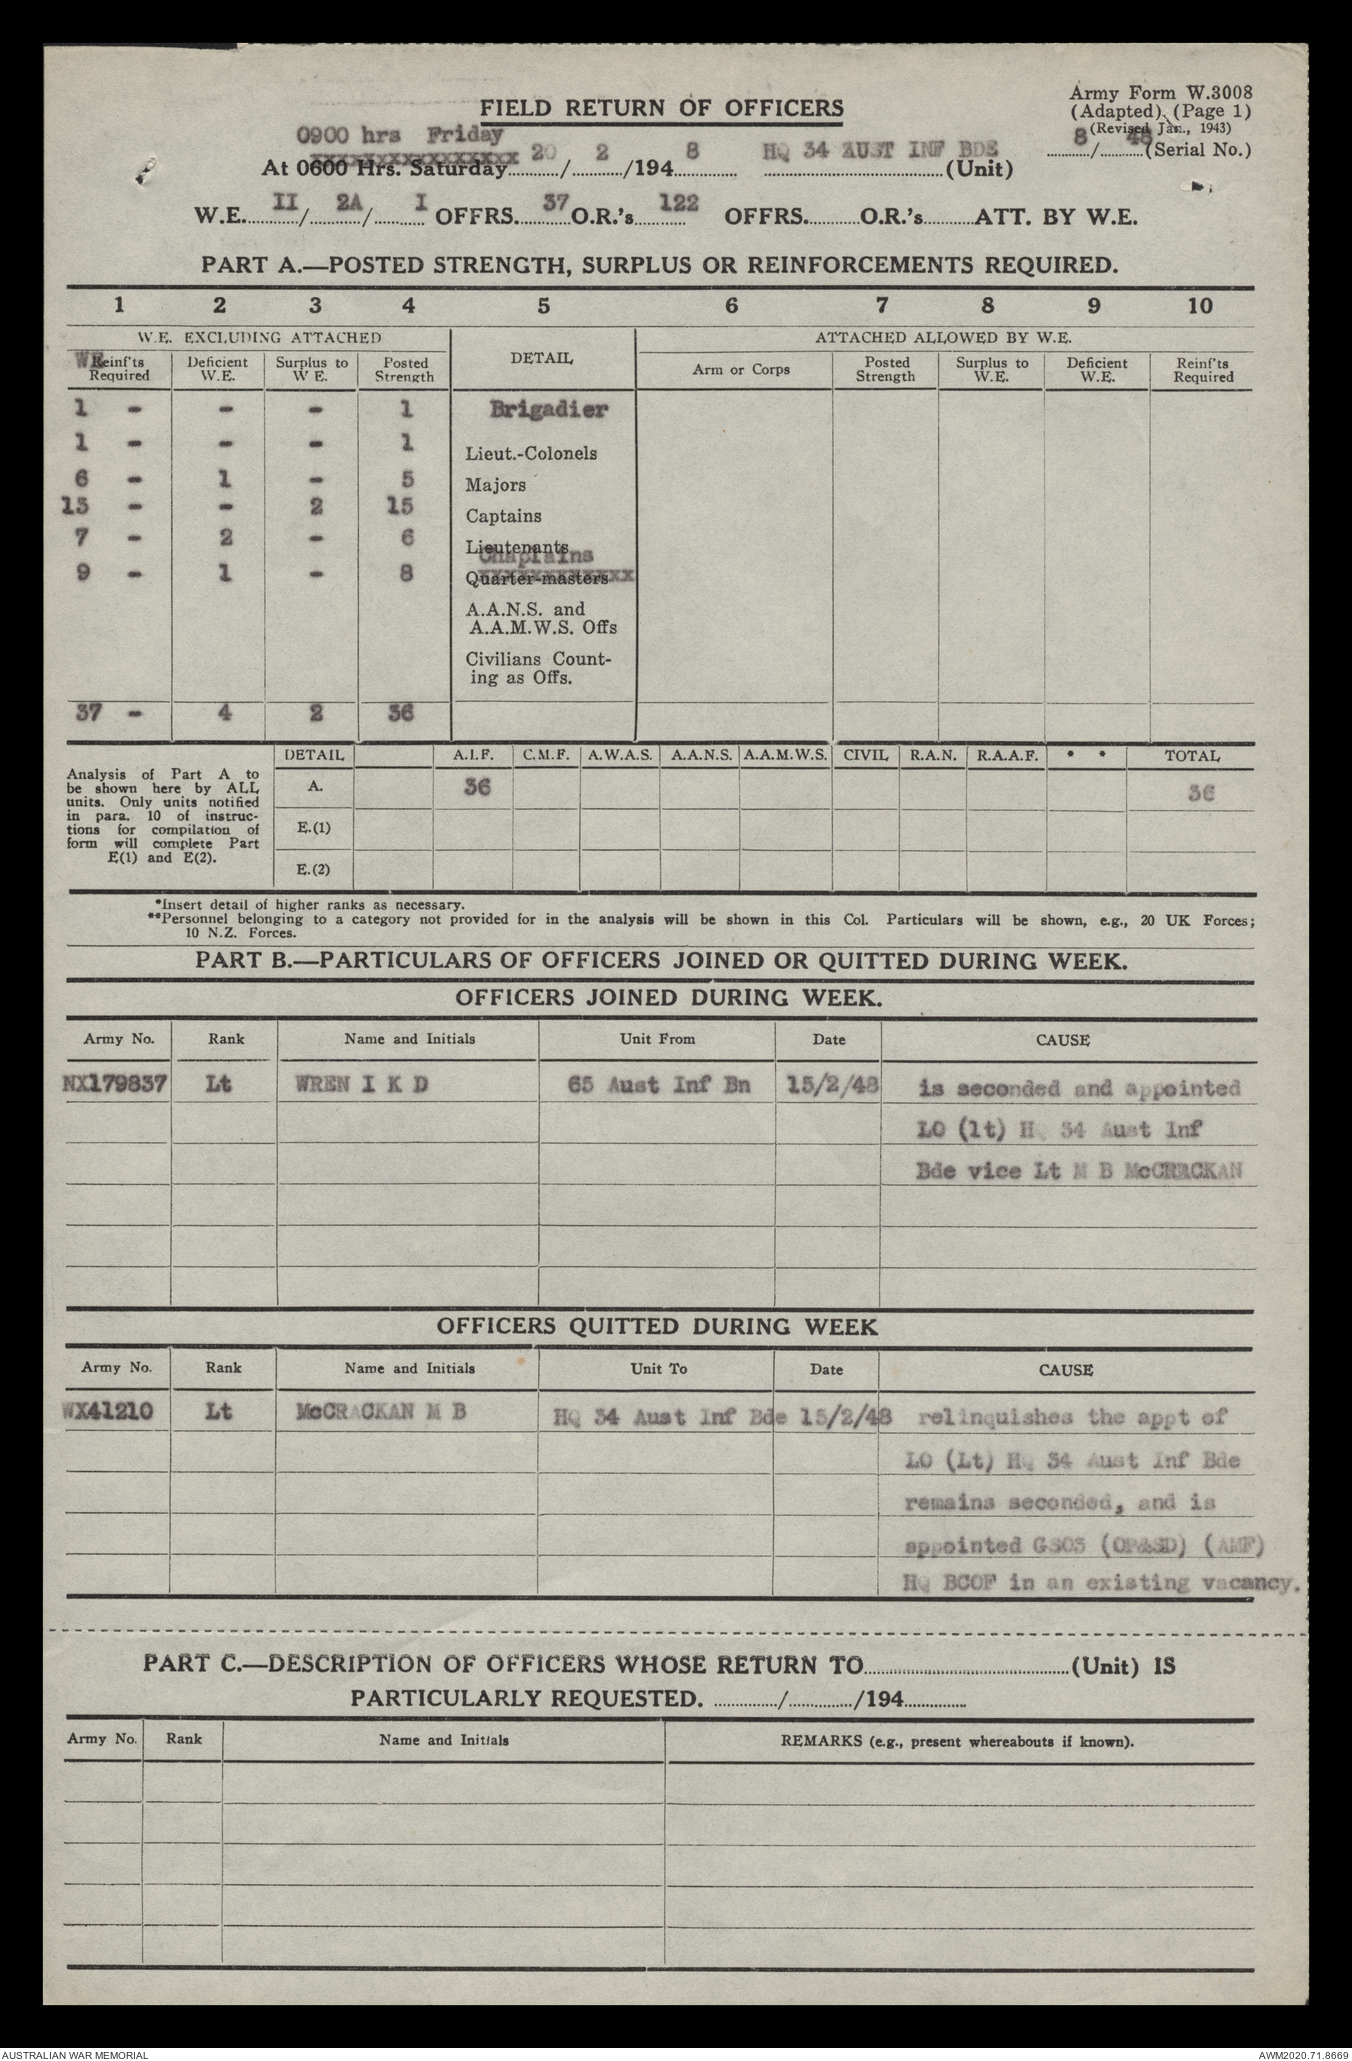 Army Form W.3008
FIELD RETURN OF OFFICERS
(Adapted) (Page 1)
(Revised Jan., 1943)
0900 hrs Friday
8 / 48 (Serial No.)
At 0600 Hrs. Saturday 20 / 2 /194 8 HQ 34 AUST INF BDE (Unit)
W.E. II / 2A / I OFFRS. 37 O.R.'s 122 OFFRS. O.R.'s ATT. BY W.E.
PART A.—POSTED STRENGTH, SURPLUS OR REINFORCEMENTS REQUIRED.
1 2 3 4 5 6 7 8 9 10
W.E. EXCLUDING ATTACHED DETAIL ATTACHED ALLOWED BY W.E.
WE Reinf'ts Required Deficient W.E. Surplus to W E. Posted Strength Arm or Corps Posted Strength Surplus to W.E. Deficient W.E. Reinf'ts Required
1 - - - 1 Brigadier
1 - - - 1 Lieut.-Colonels
6 - 1 - 5 Majors
13 - - 2 15 Captains
7 - 2 - 6 Lieutenants
Chaplains
9 - 1 - 8 Quarter-masters
A.A.N.S. and
A.A.M.W.S. Offs
Civilians Count-
ing as Offs.
37 - 4 2 36
DETAIL A.I.F. C.M.F. A.W.A.S. A.A.N.S. A.A.M.W.S. CIVIL R.A.N. R.A.A.F. * * TOTAL
Analysis of Part A to
be shown here by ALL
units. Only units notified
in para. 10 of instruc-
tions for compilation of
form will complete Part
E(1) and E(2).
A. 36 36
E.(1)
E.(2)
*Insert detail of higher ranks as necessary.
**Personnel belonging to a category not provided for in the analysis will be shown in this Col. Particulars will be shown, e.g., 20 UK Forces;
10 N.Z. Forces.
PART B.—PARTICULARS OF OFFICERS JOINED OR QUITTED DURING WEEK.
OFFICERS JOINED DURING WEEK.
Army No. Rank Name and Initials Unit From Date CAUSE
NX179837 Lt WREN I K D 65 Aust Inf Bn 15/2/48 is seconded and appointed
LO (lt) HQ 34 Aust Inf
Bde vice Lt M B McCRACKAN
OFFICERS QUITTED DURING WEEK
Army No. Rank Name and Initials Unit To Date CAUSE
WX41210 Lt McCRACKAN M B HQ 34 Aust Inf Bde 15/2/48 relinquishes the appt of
LO (Lt) HQ 34 Aust Inf Bde
remains seconded, and is
appointed GSO3 (OP&SD) (AMF)
HQ BCOF in an existing vacancy.
PART C.—DESCRIPTION OF OFFICERS WHOSE RETURN TO (Unit) IS
PARTICULARLY REQUESTED. / /194
Army No. Rank Name and Initials REMARKS (e.g., present whereabouts if known).
AUSTRALIAN WAR MEMORIAL AWM2020.71.8669